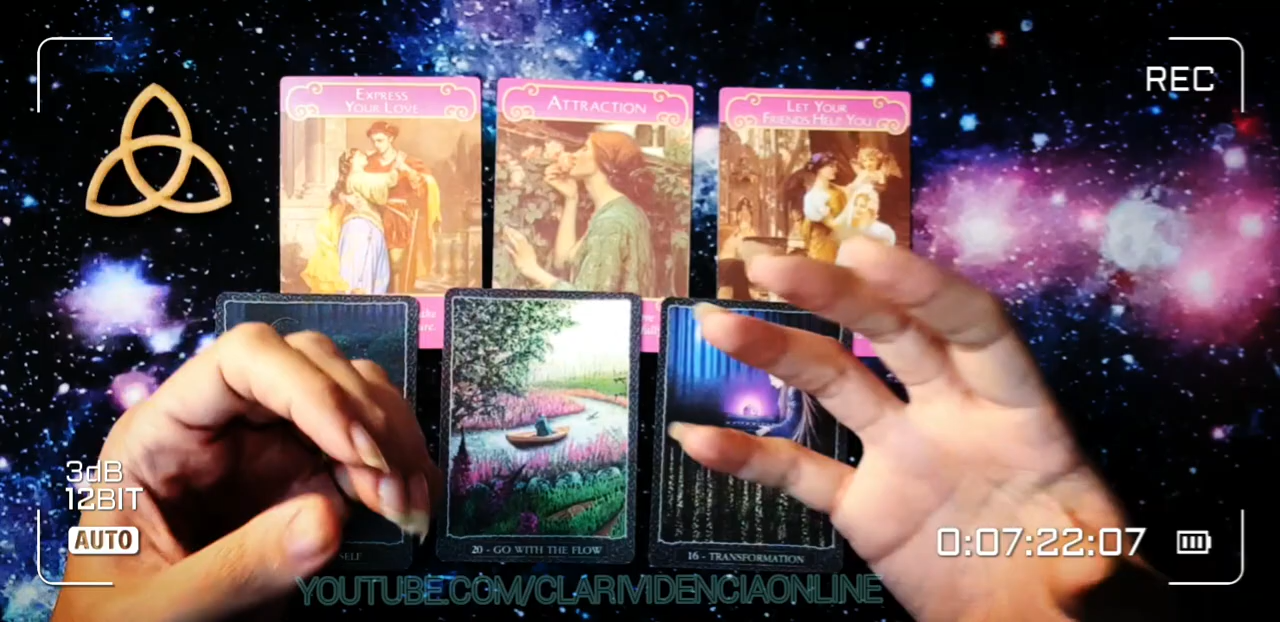 REC
EXPRESS
YOUR LOVE
ATTRACTION
LET YOUR
FRIENDS HELP YOU
3dB
12BIT
AUTO
SELF
20 - GO WITH THE FLOW
16 - TRANSFORMATION
0:07:22:07
YOUTUBE.COM/CLARIVIDENCIAONLINE